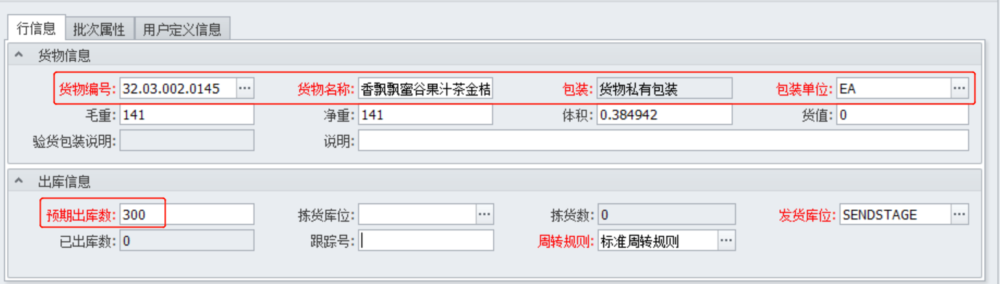 行信息 批次属性 用户定义信息
货物信息
货物编号: 32.03.002.0145 ... 货物名称: 香飘飘蜜谷果汁茶金桔 包装: 货物私有包装 包装单位: EA ...
毛重: 141 净重: 141 体积: 0.384942 货值: 0
验货包装说明: 说明:
出库信息
预期出库数: 300 拣货库位: ... 拣货数: 0 发货库位: SENDSTAGE ...
已出库数: 0 跟踪号: 周转规则: 标准周转规则 ...